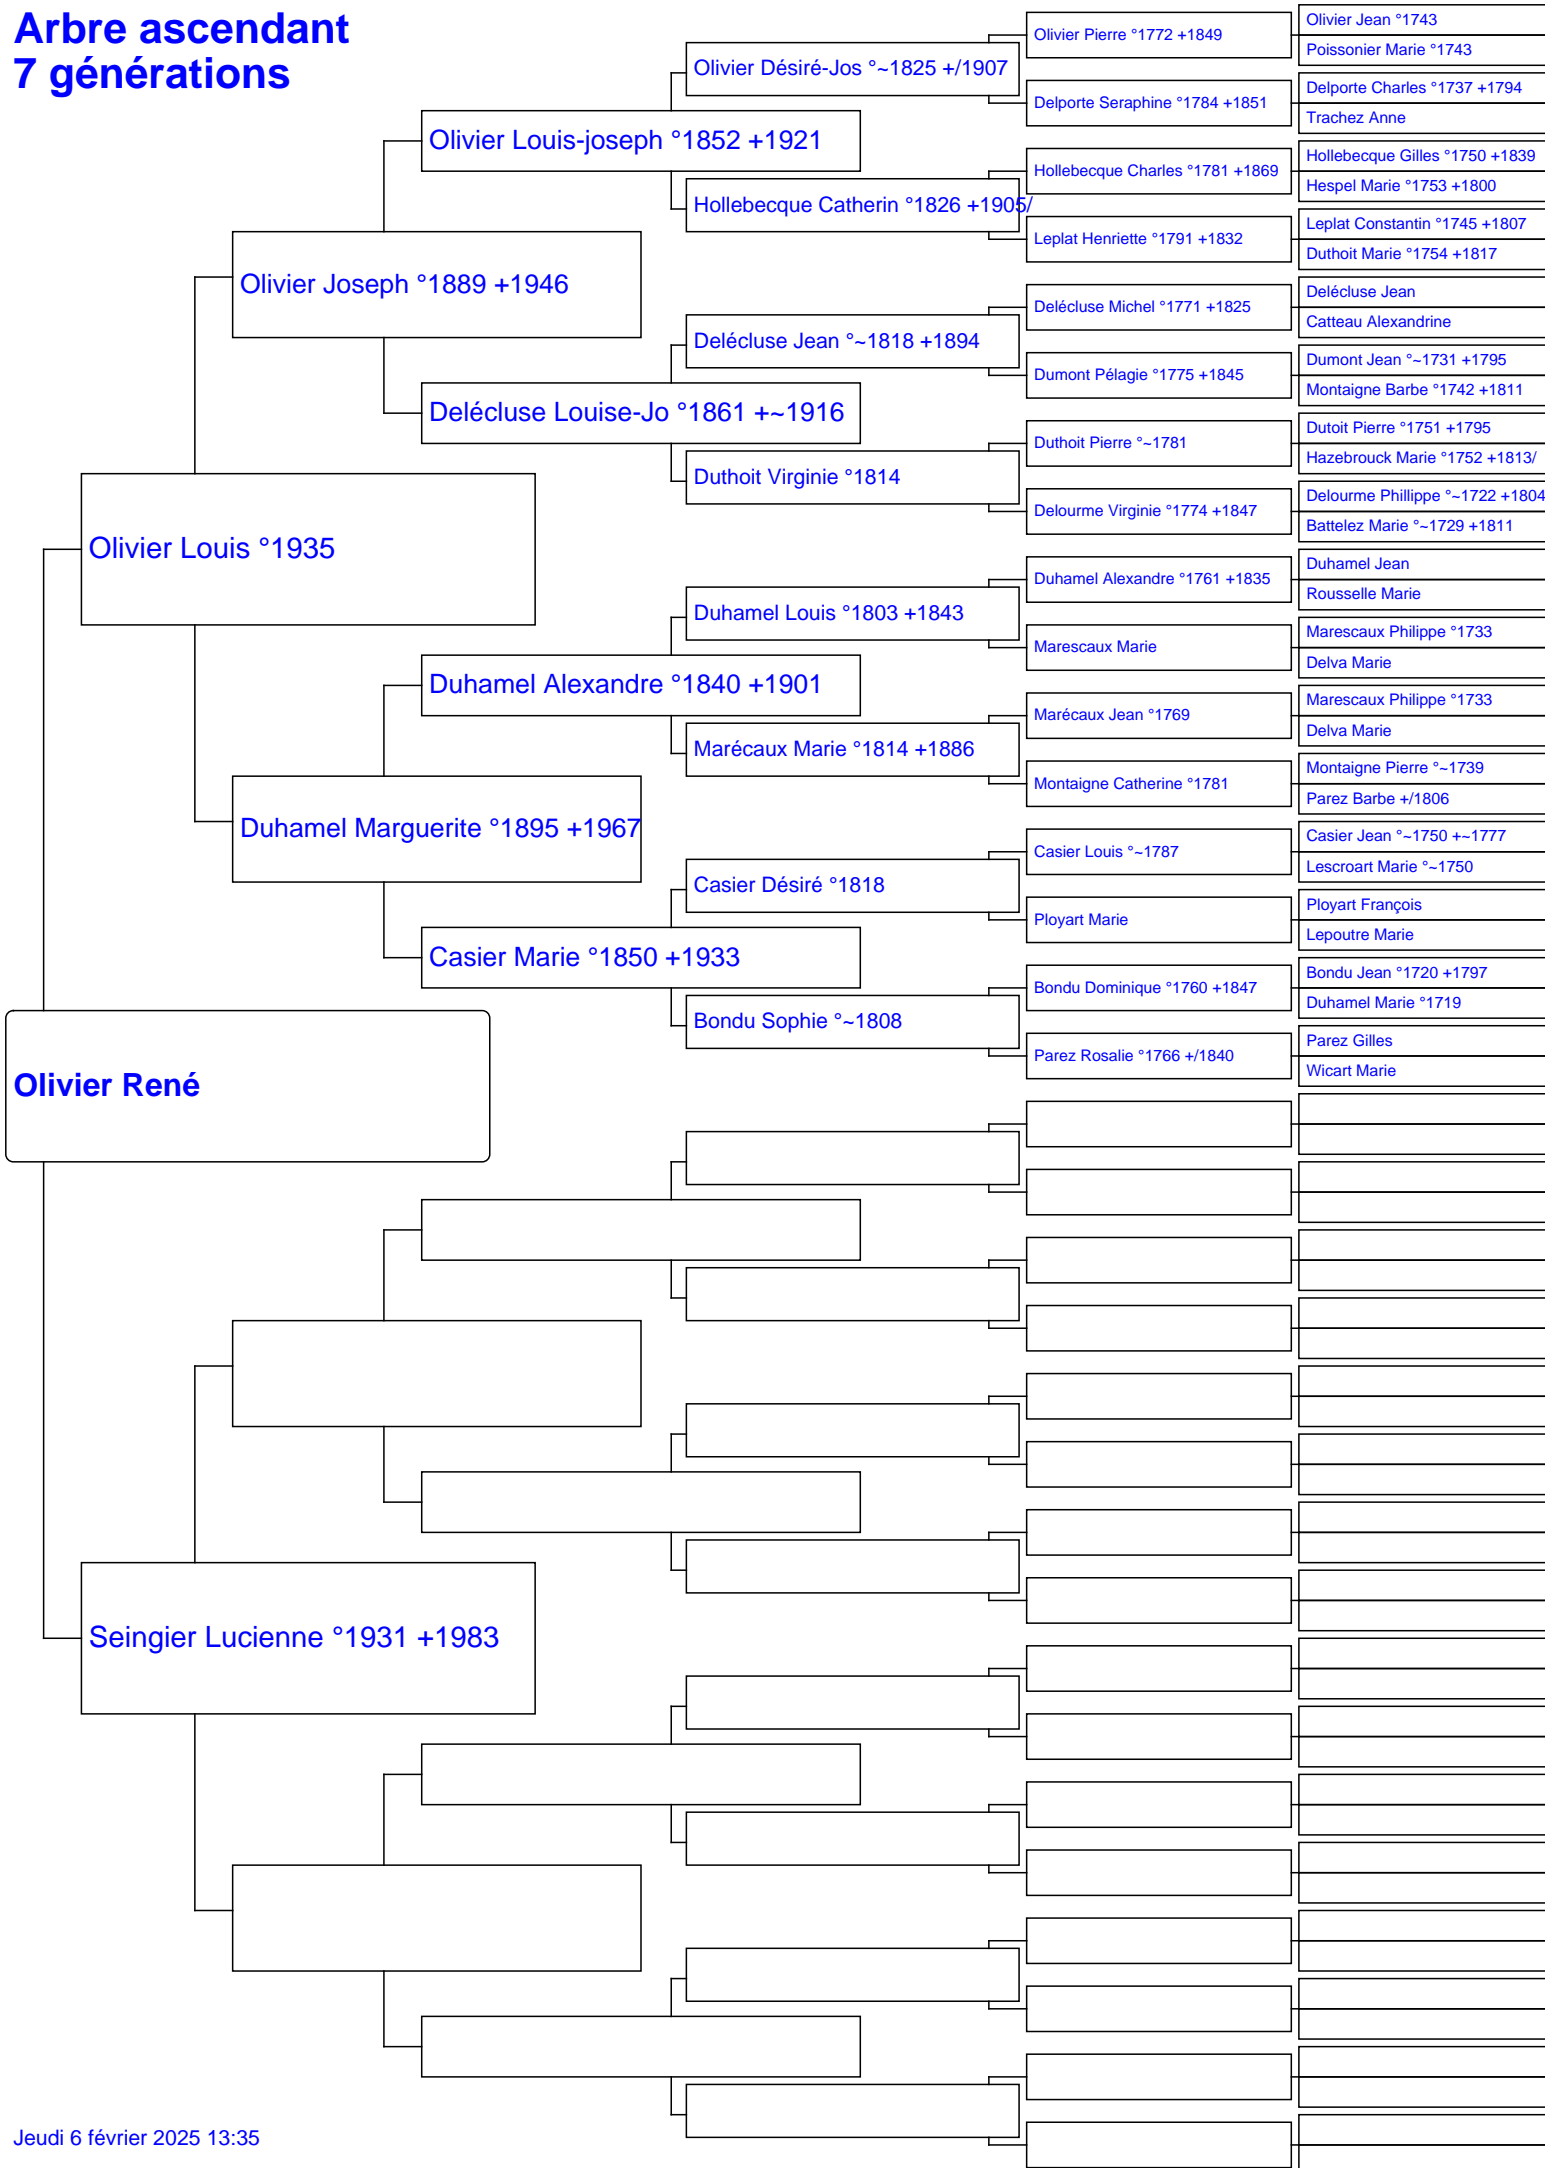 Arbre ascendant
7 générations
Olivier René
Olivier Louis °1935
Seingier Lucienne °1931 +1983
Olivier Joseph °1889 +1946
Duhamel Marguerite °1895 +1967
Olivier Louis-joseph °1852 +1921
Delécluse Louise-Jo °1861 +~1916
Duhamel Alexandre °1840 +1901
Casier Marie °1850 +1933
Olivier Désiré-Jos °~1825 +/1907
Hollebecque Catherin °1826 +1905/
Delécluse Jean °~1818 +1894
Duthoit Virginie °1814
Duhamel Louis °1803 +1843
Marécaux Marie °1814 +1886
Casier Désiré °1818
Bondu Sophie °~1808
Olivier Pierre °1772 +1849
Delporte Seraphine °1784 +1851
Hollebecque Charles °1781 +1869
Leplat Henriette °1791 +1832
Delécluse Michel °1771 +1825
Dumont Pélagie °1775 +1845
Duthoit Pierre °~1781
Delourme Virginie °1774 +1847
Duhamel Alexandre °1761 +1835
Marescaux Marie
Marécaux Jean °1769
Montaigne Catherine °1781
Casier Louis °~1787
Ployart Marie
Bondu Dominique °1760 +1847
Parez Rosalie °1766 +/1840
Olivier Jean °1743
Poissonier Marie °1743
Delporte Charles °1737 +1794
Trachez Anne
Hollebecque Gilles °1750 +1839
Hespel Marie °1753 +1800
Leplat Constantin °1745 +1807
Duthoit Marie °1754 +1817
Delécluse Jean
Catteau Alexandrine
Dumont Jean °~1731 +1795
Montaigne Barbe °1742 +1811
Dutoit Pierre °1751 +1795
Hazebrouck Marie °1752 +1813/
Delourme Phillippe °~1722 +1804
Battelez Marie °~1729 +1811
Duhamel Jean
Rousselle Marie
Marescaux Philippe °1733
Delva Marie
Marescaux Philippe °1733
Delva Marie
Montaigne Pierre °~1739
Parez Barbe +/1806
Casier Jean °~1750 +~1777
Lescroart Marie °~1750
Ployart François
Lepoutre Marie
Bondu Jean °1720 +1797
Duhamel Marie °1719
Parez Gilles
Wicart Marie
Jeudi 6 février 2025 13:35